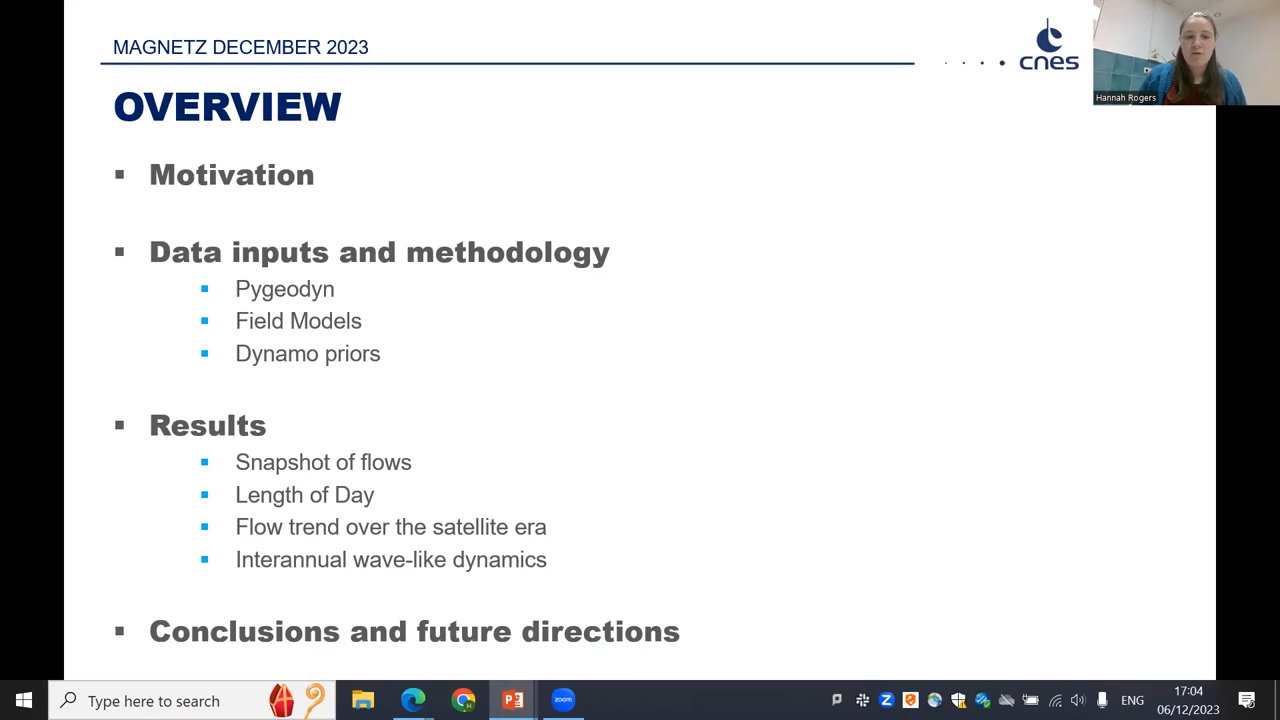 MAGNETZ DECEMBER 2023
cnes
Hannah Rogers
OVERVIEW
Motivation
Data inputs and methodology
Pygeodyn
Field Models
Dynamo priors
Results
Snapshot of flows
Length of Day
Flow trend over the satellite era
Interannual wave-like dynamics
Conclusions and future directions
Type here to search
zoom
ENG
17:04
06/12/2023